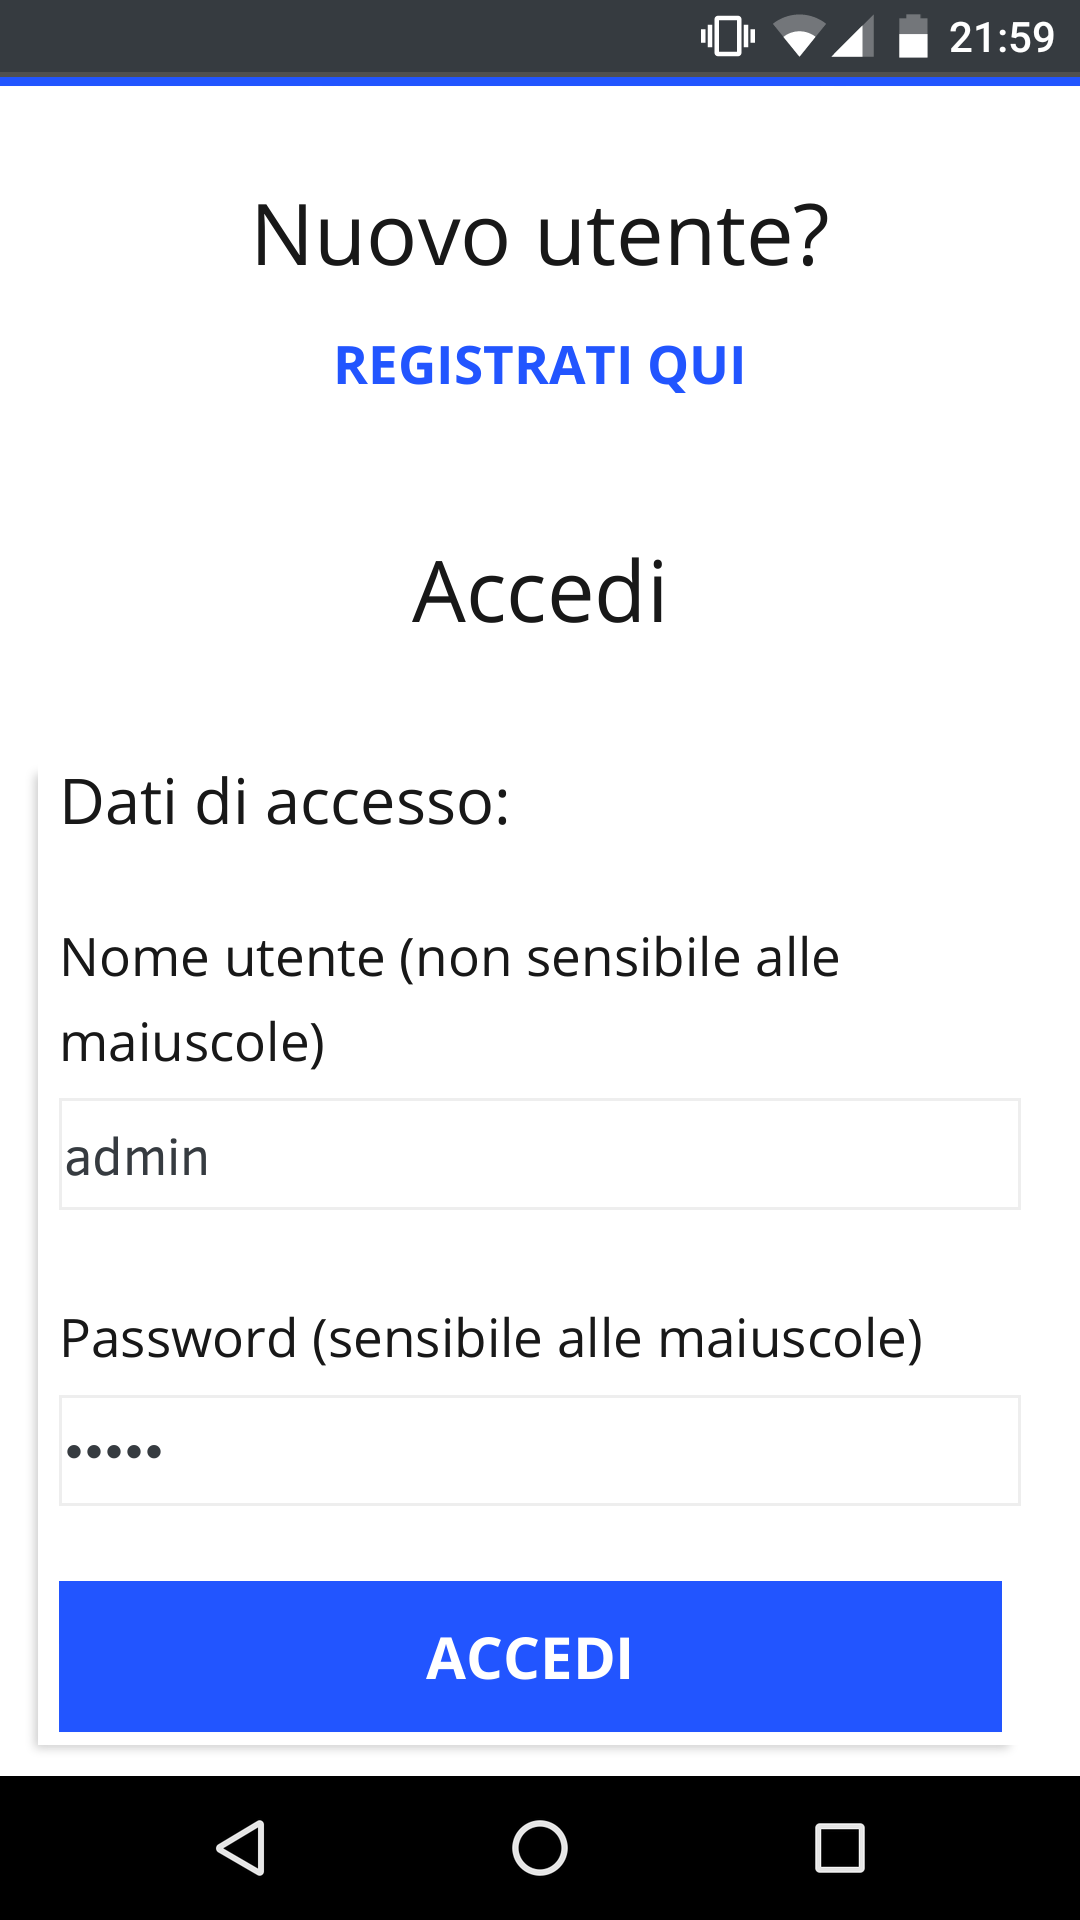 21:59
Nuovo utente?
REGISTRATI QUI
Accedi
Dati di accesso:
Nome utente (non sensibile alle
maiuscole)
admin
Password (sensibile alle maiuscole)
•••••
ACCEDI